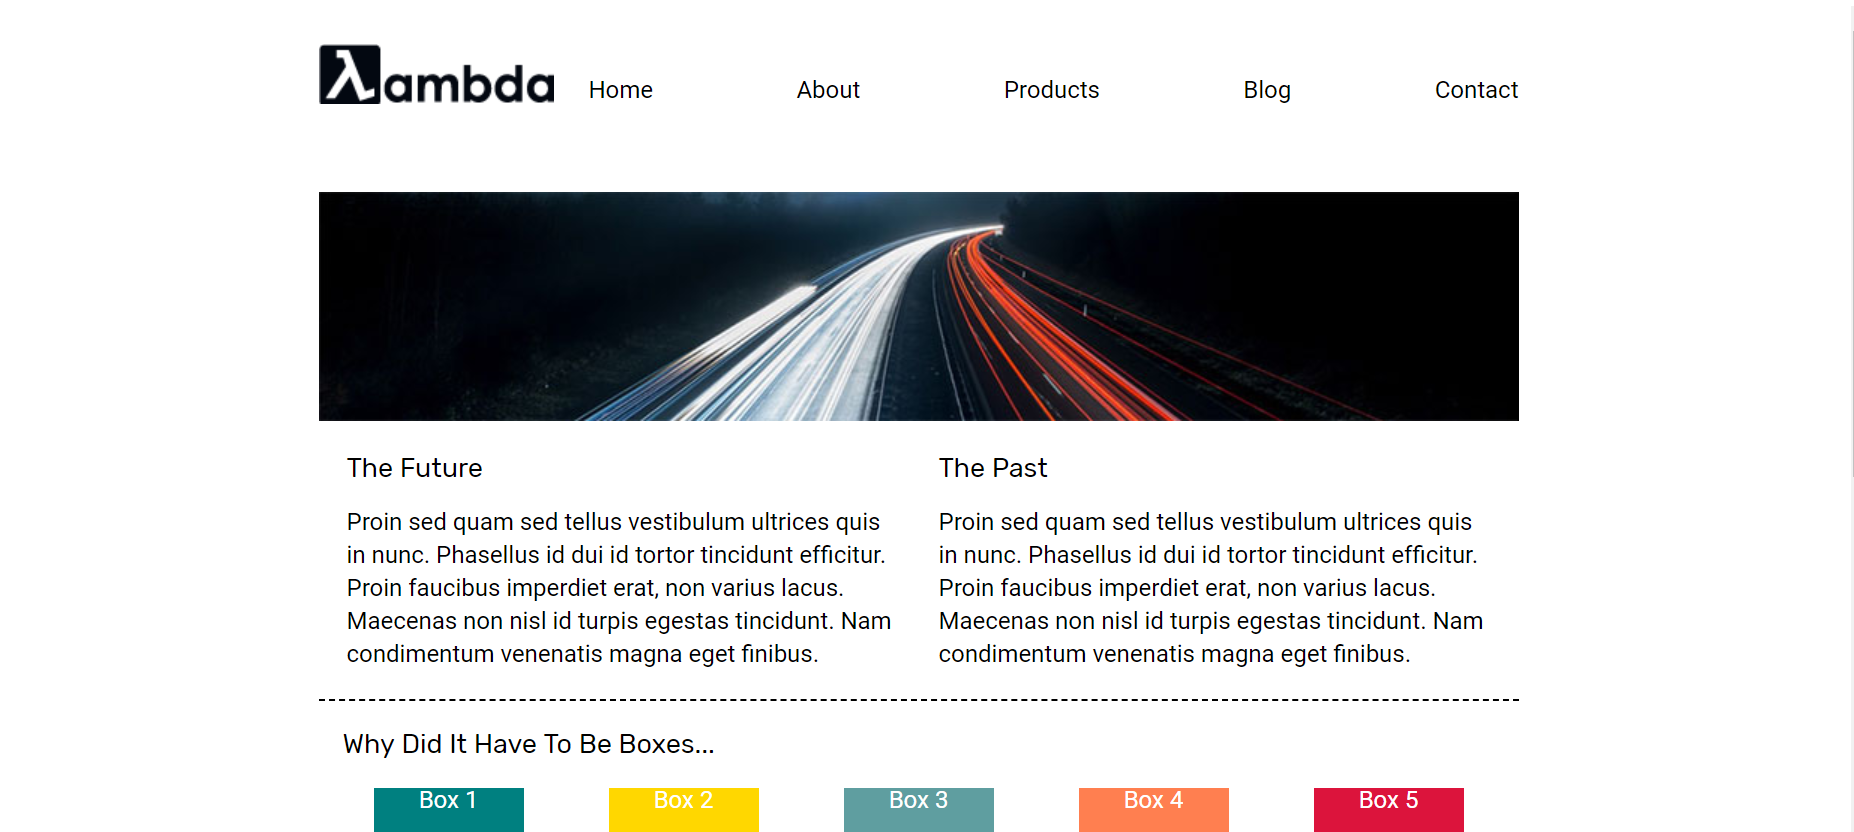 λambda
Home About Products Blog Contact
The Future
Proin sed quam sed tellus vestibulum ultrices quis
in nunc. Phasellus id dui id tortor tincidunt efficitur.
Proin faucibus imperdiet erat, non varius lacus.
Maecenas non nisl id turpis egestas tincidunt. Nam
condimentum venenatis magna eget finibus.
The Past
Proin sed quam sed tellus vestibulum ultrices quis
in nunc. Phasellus id dui id tortor tincidunt efficitur.
Proin faucibus imperdiet erat, non varius lacus.
Maecenas non nisl id turpis egestas tincidunt. Nam
condimentum venenatis magna eget finibus.
Why Did It Have To Be Boxes...
Box 1 Box 2 Box 3 Box 4 Box 5